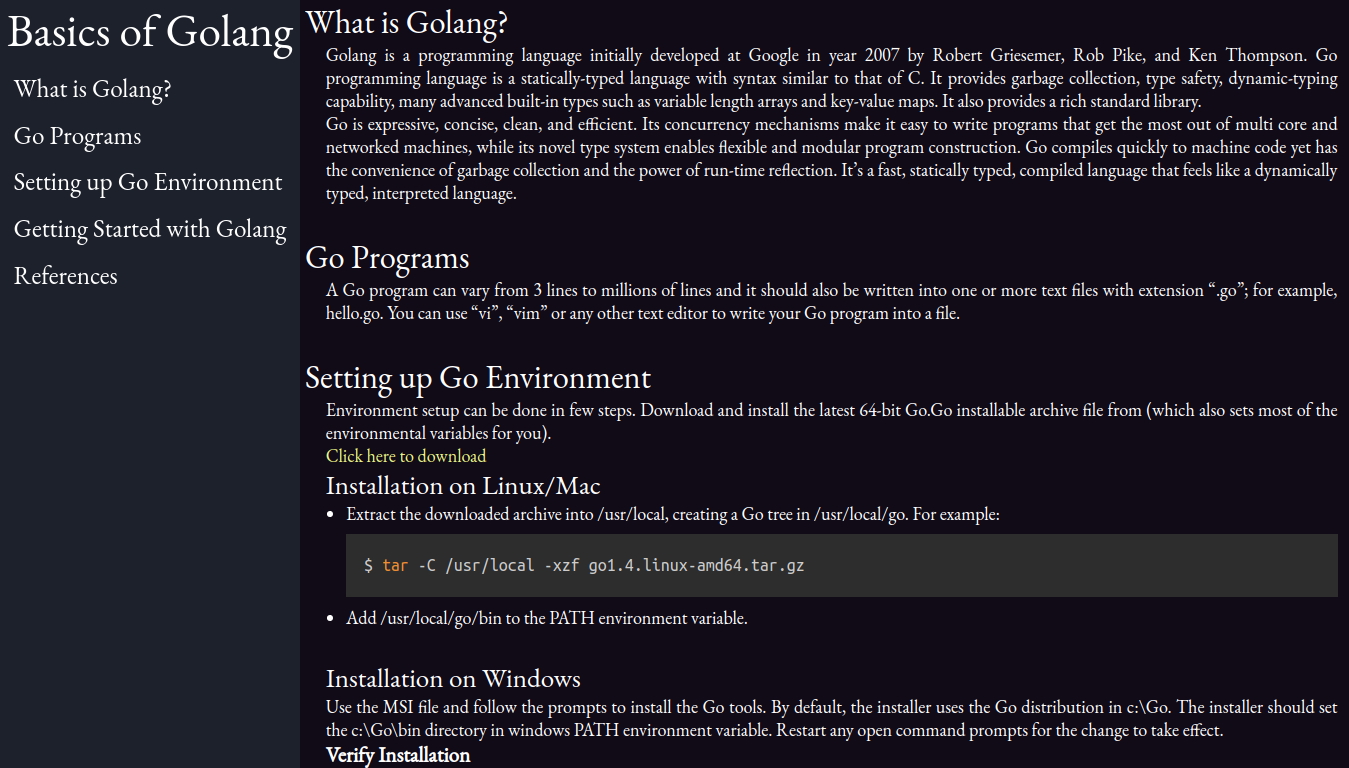 Basics of Golang
What is Golang?
Go Programs
Setting up Go Environment
Getting Started with Golang
References
What is Golang?
Golang is a programming language initially developed at Google in year 2007 by Robert Griesemer, Rob Pike, and Ken Thompson. Go
programming language is a statically-typed language with syntax similar to that of C. It provides garbage collection, type safety, dynamic-typing
capability, many advanced built-in types such as variable length arrays and key-value maps. It also provides a rich standard library.
Go is expressive, concise, clean, and efficient. Its concurrency mechanisms make it easy to write programs that get the most out of multi core and
networked machines, while its novel type system enables flexible and modular program construction. Go compiles quickly to machine code yet has
the convenience of garbage collection and the power of run-time reflection. It’s a fast, statically typed, compiled language that feels like a dynamically
typed, interpreted language.
Go Programs
A Go program can vary from 3 lines to millions of lines and it should also be written into one or more text files with extension “.go”; for example,
hello.go. You can use “vi”, “vim” or any other text editor to write your Go program into a file.
Setting up Go Environment
Environment setup can be done in few steps. Download and install the latest 64-bit Go.Go installable archive file from (which also sets most of the
environmental variables for you).
Click here to download
Installation on Linux/Mac
• Extract the downloaded archive into /usr/local, creating a Go tree in /usr/local/go. For example:
$ tar -C /usr/local -xzf go1.4.linux-amd64.tar.gz
• Add /usr/local/go/bin to the PATH environment variable.
Installation on Windows
Use the MSI file and follow the prompts to install the Go tools. By default, the installer uses the Go distribution in c:\Go. The installer should set
the c:\Go\bin directory in windows PATH environment variable. Restart any open command prompts for the change to take effect.
Verify Installation